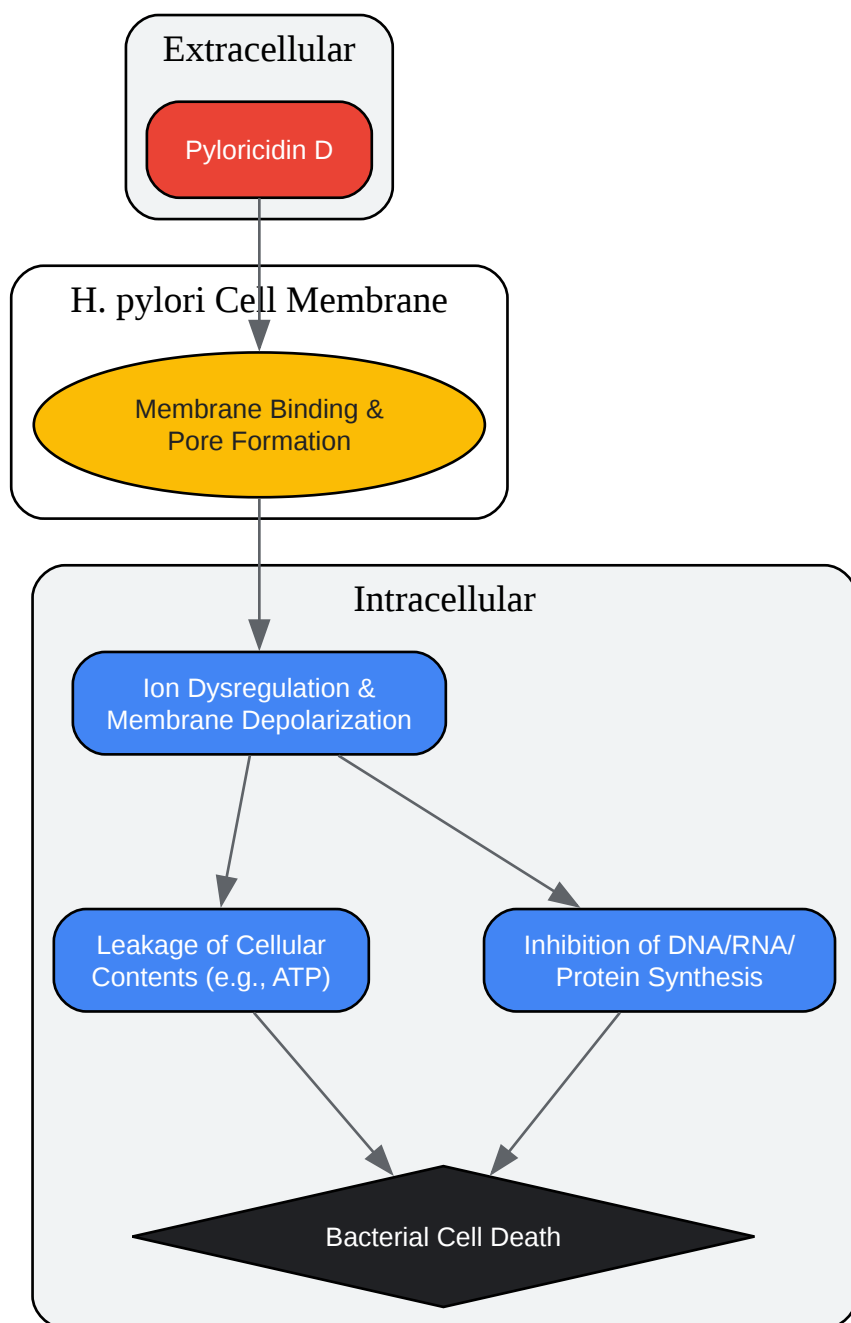 Extracellular
Pyloricidin D
H. pylori Cell Membrane
Membrane Binding &
Pore Formation
Intracellular
Ion Dysregulation &
Membrane Depolarization
Leakage of Cellular
Contents (e.g., ATP)
Inhibition of DNA/RNA/
Protein Synthesis
Bacterial Cell Death